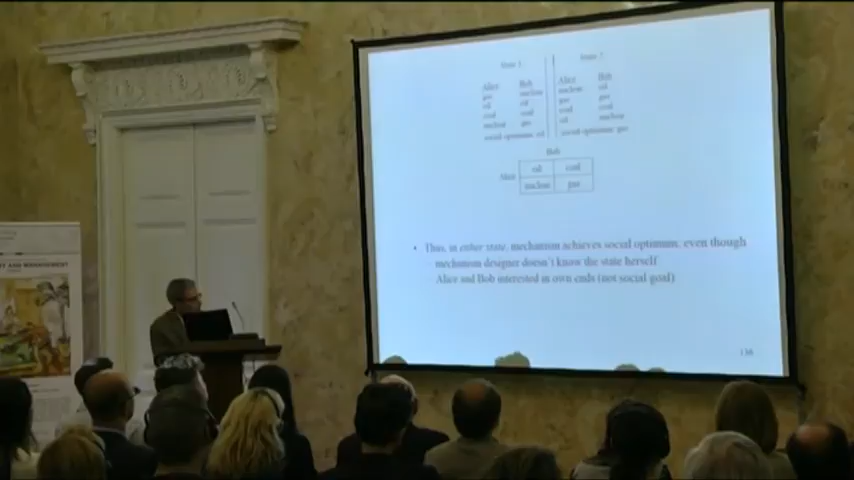 State 1 State 2
Alice Bob Alice Bob
gas nuclear nuclear oil
oil oil gas gas
coal coal coal coal
nuclear gas oil nuclear
social optimum: oil social optimum: gas
Bob
Alice oil coal
nuclear gas
• Thus, in either state, mechanism achieves social optimum, even though
mechanism designer doesn't know the state herself
Alice and Bob interested in own ends (not social goal)
AND MANAGEMENT